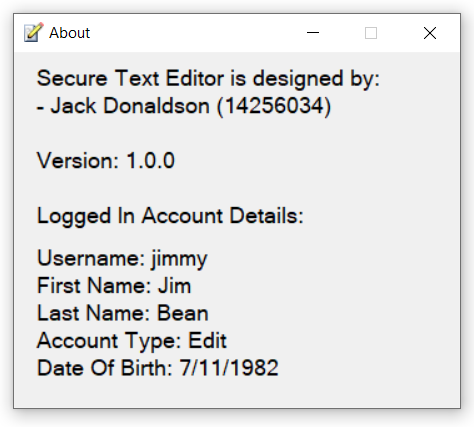 About
Secure Text Editor is designed by:
- Jack Donaldson (14256034)
Version: 1.0.0
Logged In Account Details:
Username: jimmy
First Name: Jim
Last Name: Bean
Account Type: Edit
Date Of Birth: 7/11/1982